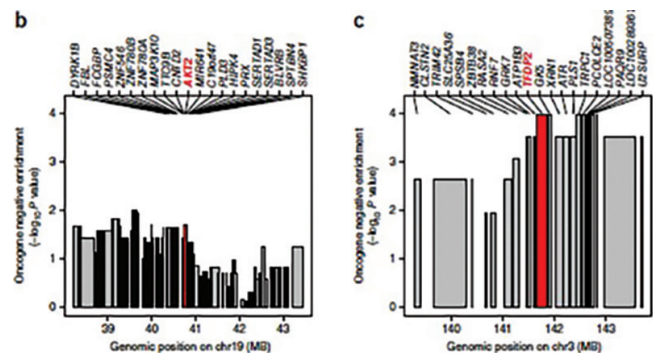 b
c
DYRK1B
FBL
FCGBP
PSMC4
ZNF546
ZNF780B
ZNF780A
MAP3K10
TTC9B
CNTD2
AKT2
MIR641
C19orf47
PLD3
HIPK4
PRX
SERTAD1
SERTAD3
BLVRB
SPTBN4
SHKBP1
NMNAT3
CLSTN2
TRIM42
SLC25A36
SPSB4
ZBTB38
RASA2
RNF7
GRK7
ATP1B3
TFDP2
GK5
XRN1
ATR
PLS1
TRPC1
PCOLCE2
PAQR9
U2SURP
Oncogene negative enrichment
(–log₁₀ P value)
4
3
2
1
0
39
40
41
42
43
Genomic position on chr19 (MB)
Oncogene negative enrichment
(–log₁₀ P value)
4
3
2
1
0
140
141
142
143
Genomic position on chr3 (MB)